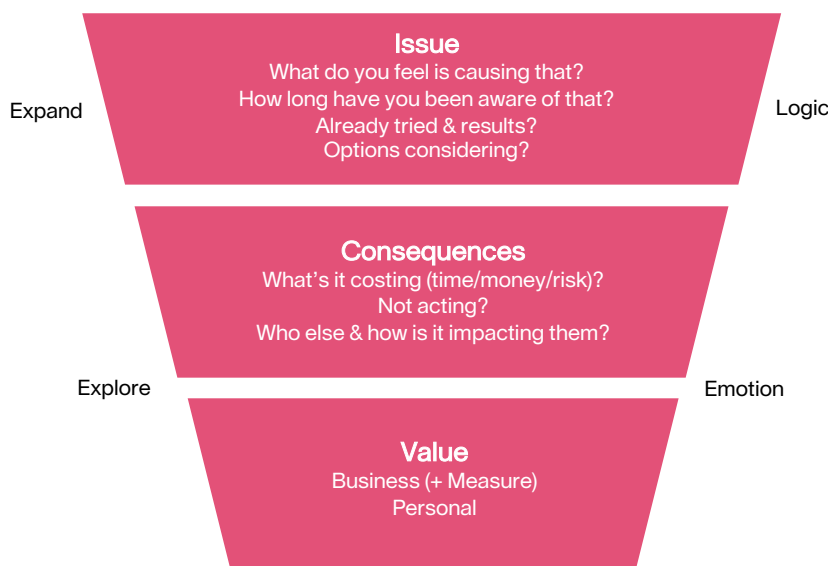 Issue
What do you feel is causing that?
How long have you been aware of that?
Already tried & results?
Options considering?
Expand
Logic
Consequences
What’s it costing (time/money/risk)?
Not acting?
Who else & how is it impacting them?
Explore
Emotion
Value
Business (+ Measure)
Personal